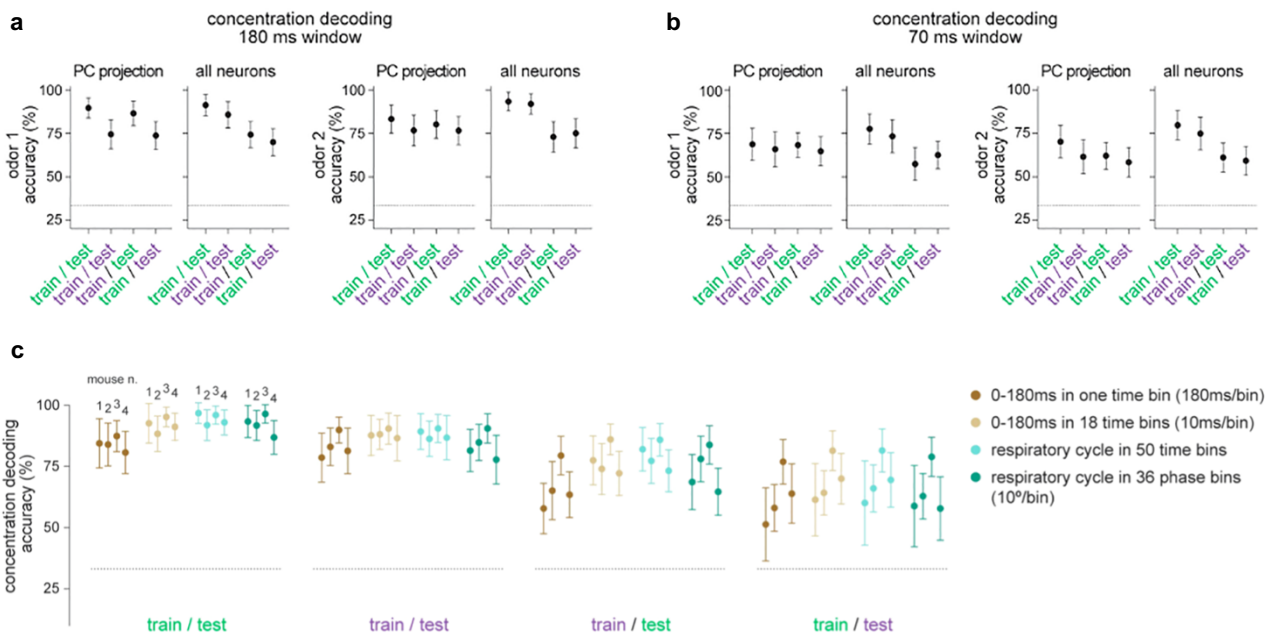 a
concentration decoding
180 ms window
PC projection
all neurons
PC projection
all neurons
odor 1
accuracy (%)
100
75
50
25
train / test
train / test
train / test
train / test
train / test
train / test
train / test
train / test
odor 2
accuracy (%)
100
75
50
25
train / test
train / test
train / test
train / test
train / test
train / test
train / test
train / test
b
concentration decoding
70 ms window
PC projection
all neurons
PC projection
all neurons
odor 1
accuracy (%)
100
75
50
25
train / test
train / test
train / test
train / test
train / test
train / test
train / test
train / test
odor 2
accuracy (%)
100
75
50
25
train / test
train / test
train / test
train / test
train / test
train / test
train / test
train / test
c
mouse n.
1 2 3 4
1 2 3 4
1 2 3 4
1 2 3 4
concentration decoding
accuracy (%)
100
75
50
25
train / test
train / test
train / test
train / test
0-180ms in one time bin (180ms/bin)
0-180ms in 18 time bins (10ms/bin)
respiratory cycle in 50 time bins
respiratory cycle in 36 phase bins
(10º/bin)